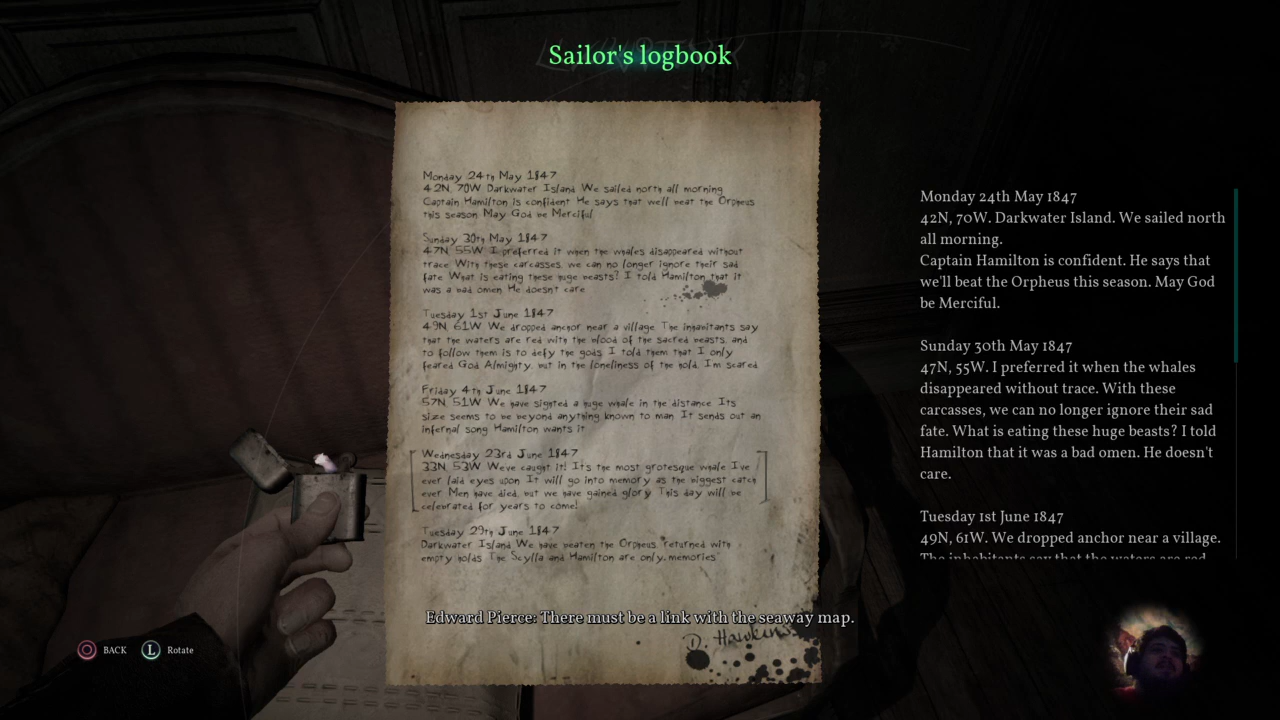 Sailor's logbook
Monday 24th May 1847
42N, 70W Darkwater Island We sailed north all morning
Captain Hamilton is confident He says that well beat the Orpheus
this season May God be Merciful
Sunday 30th May 1847
47N 55W I preferred it when the whales disappeared without
trace With these carcasses, we can no longer ignore their sad
fate What is eating these huge beasts? I told Hamilton that it
was a bad omen He doesnt care
Tuesday 1st June 1847
49N 61W We dropped anchor near a village The inhabitants say
that the waters are red with the blood of the sacred beasts, and
to follow them is to defy the gods I told them that I only
feared God Almighty, but in the loneliness of the hold, Im scared
Friday 4th June 1847
57N 51W We have sighted a huge whale in the distance Its
size seems to be beyond anything known to man It sends out an
infernal song Hamilton wants it
Wednesday 23rd June 1847
33N, 53W Weve caught it! Its the most grotesque whale Ive
ever laid eyes upon It will go into memory as the biggest catch
ever Men have died, but we have gained glory This day will be
celebrated for years to come!
Tuesday 29th June 1847
Darkwater Island We have beaten the Orpheus returned with
empty holds The Scylla and Hamilton are only memories
D. Hawkins
Edward Pierce: There must be a link with the seaway map.
BACK
L Rotate
Monday 24th May 1847
42N, 70W. Darkwater Island. We sailed north
all morning.
Captain Hamilton is confident. He says that
we'll beat the Orpheus this season. May God
be Merciful.
Sunday 30th May 1847
47N, 55W. I preferred it when the whales
disappeared without trace. With these
carcasses, we can no longer ignore their sad
fate. What is eating these huge beasts? I told
Hamilton that it was a bad omen. He doesn't
care.
Tuesday 1st June 1847
49N, 61W. We dropped anchor near a village.
The inhabitants say that the waters are red